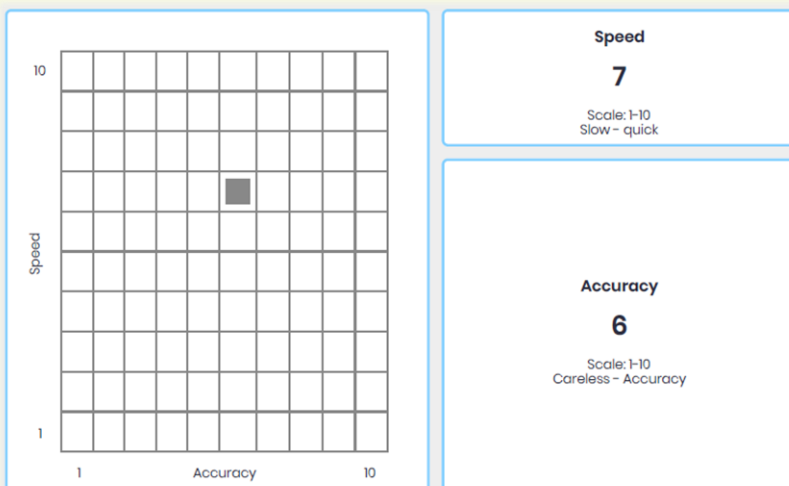 10
Speed
1
1 Accuracy 10
Speed
7
Scale: 1-10
Slow - quick
Accuracy
6
Scale: 1-10
Careless - Accuracy